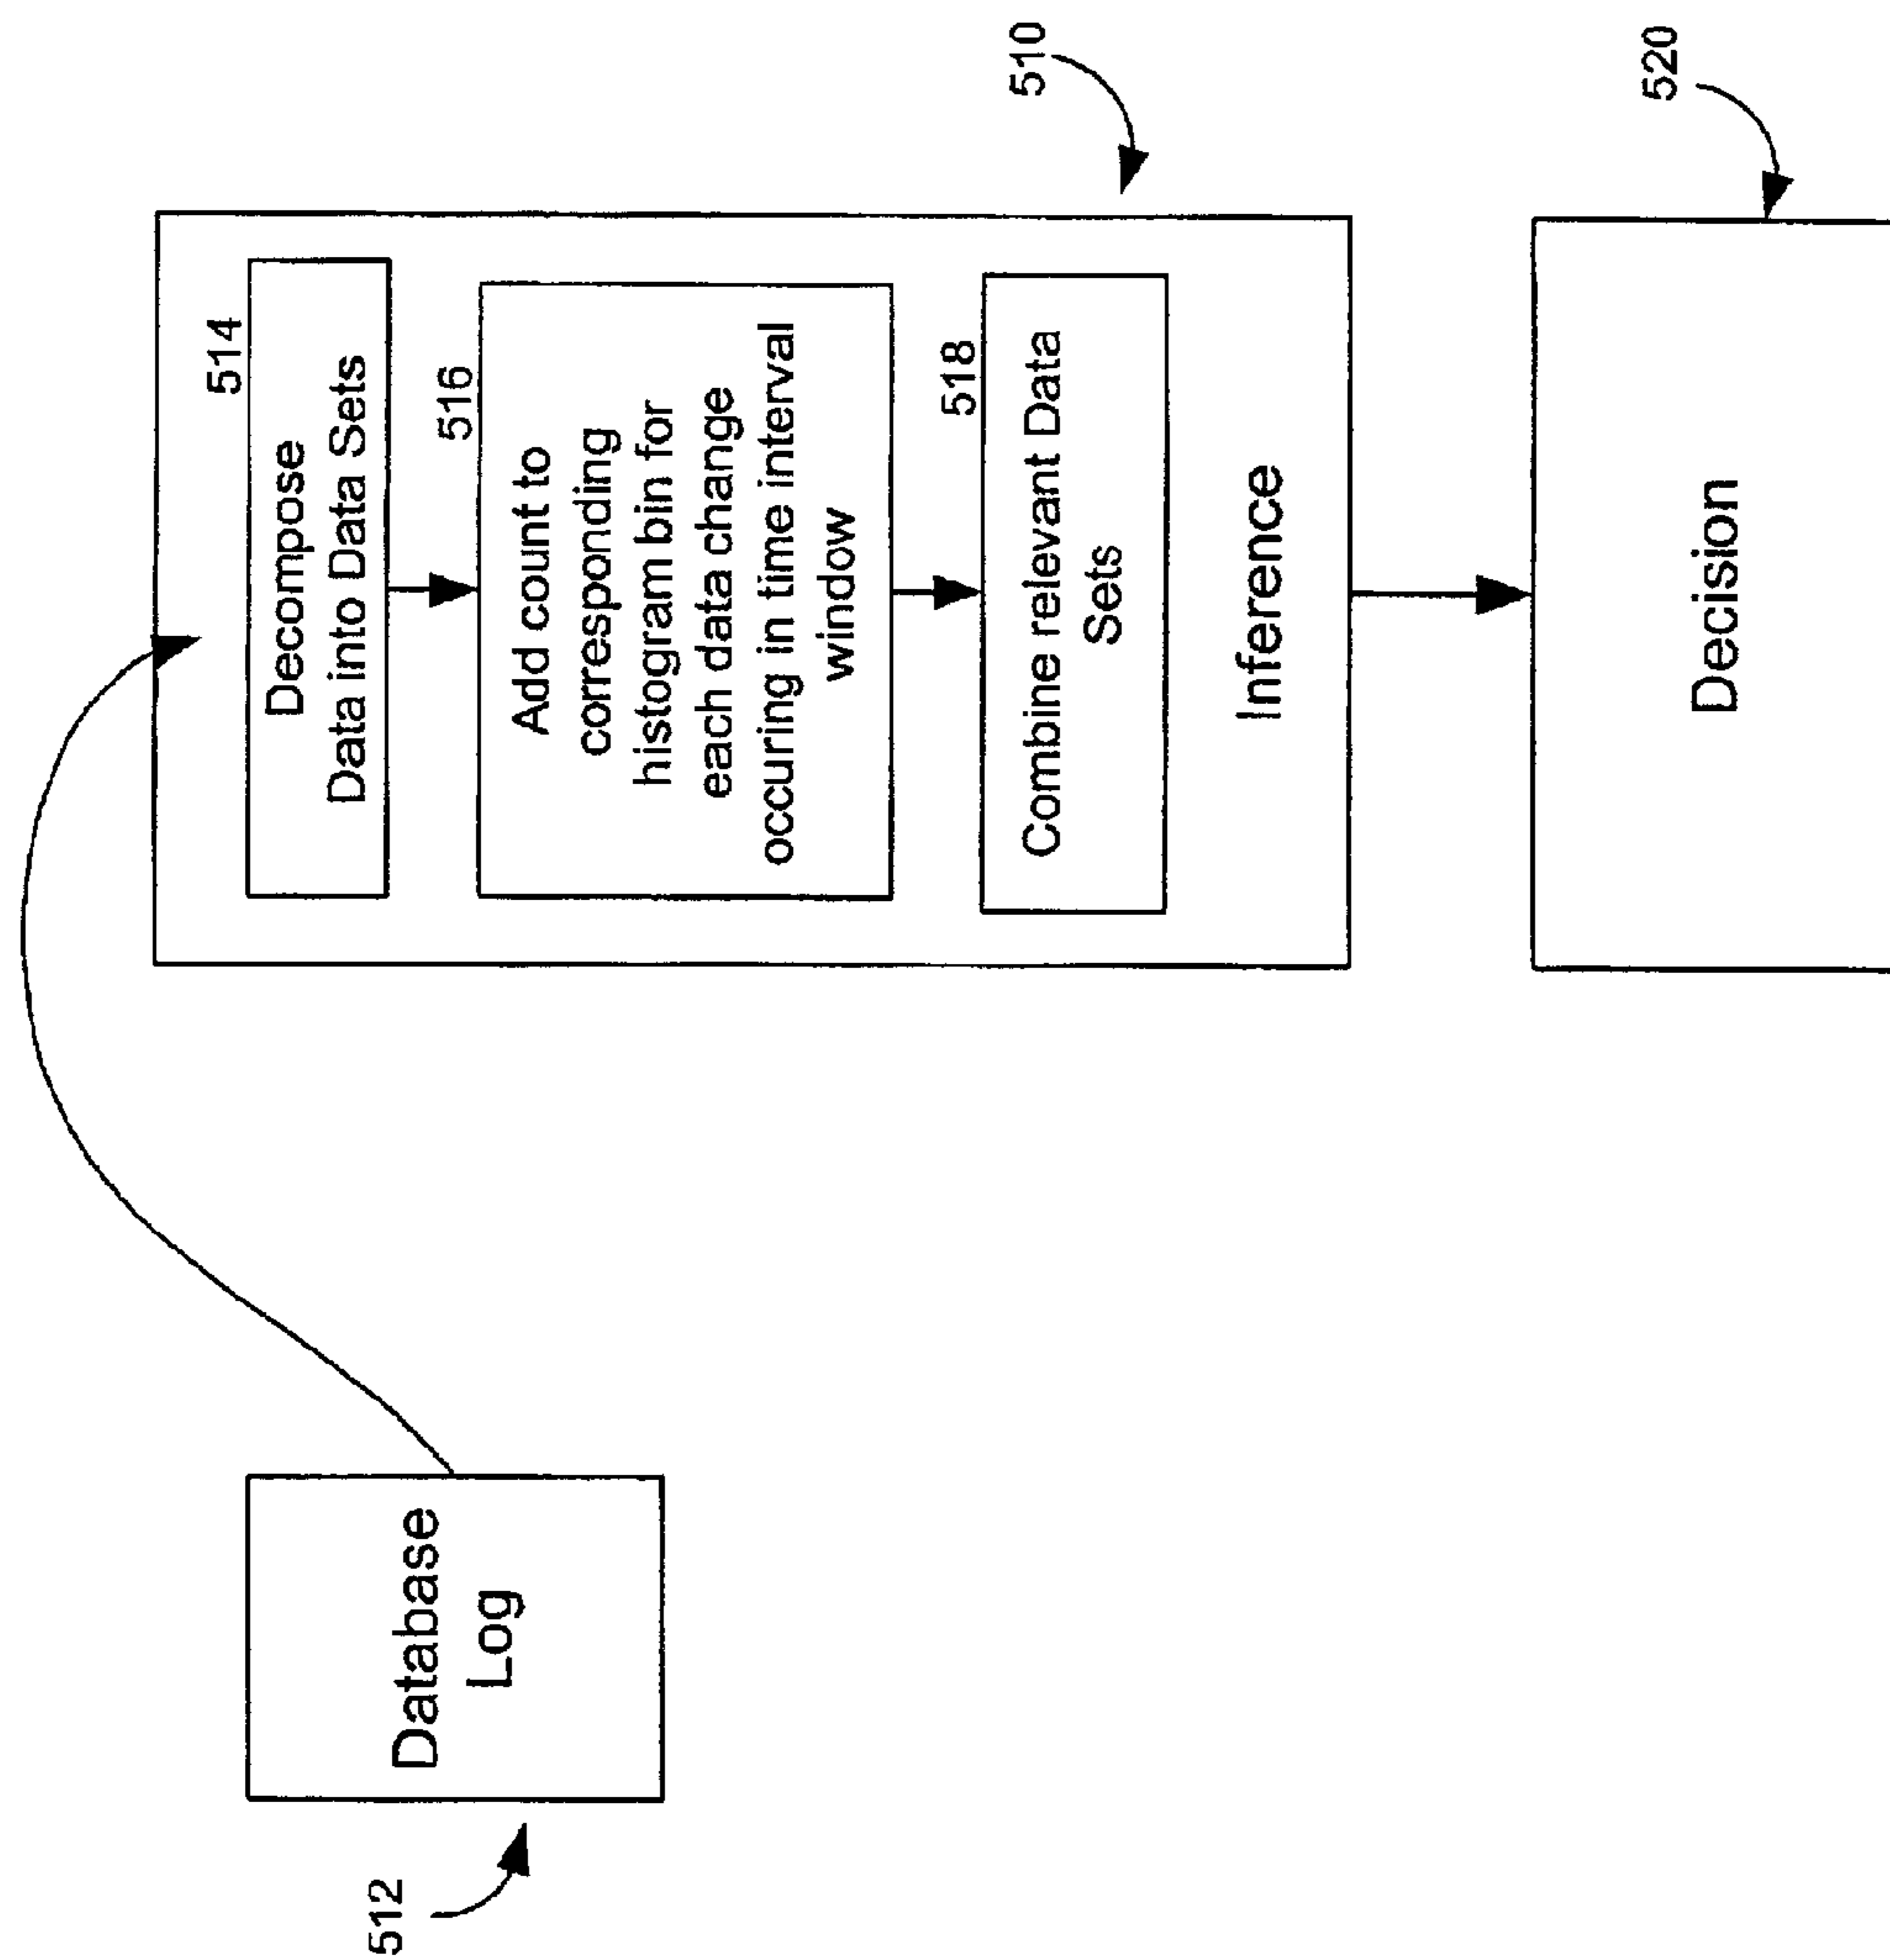 512
Database
Log
514
Decompose
Data into Data Sets
516
Add count to
corresponding
histogram bin for
each data change
occuring in time interval
window
518
Combine relevant Data
Sets
Inference
510
Decision
520